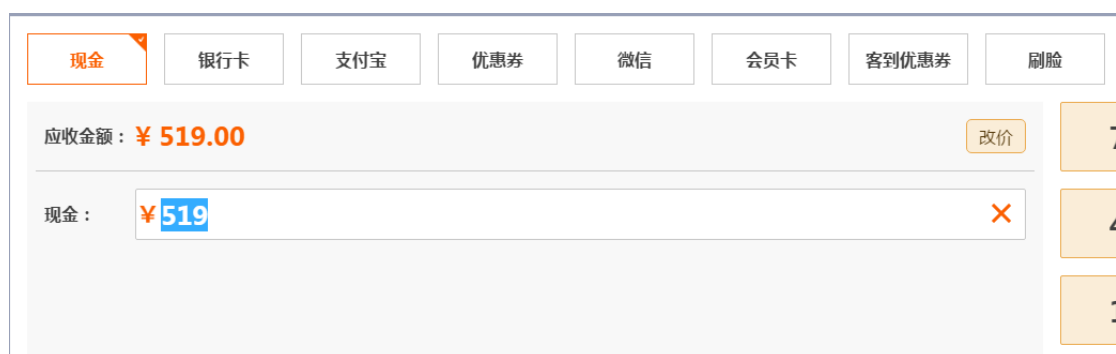 现金 银行卡 支付宝 优惠券 微信 会员卡 客到优惠券 刷脸
应收金额：¥ 519.00 改价
现金： ¥ 519